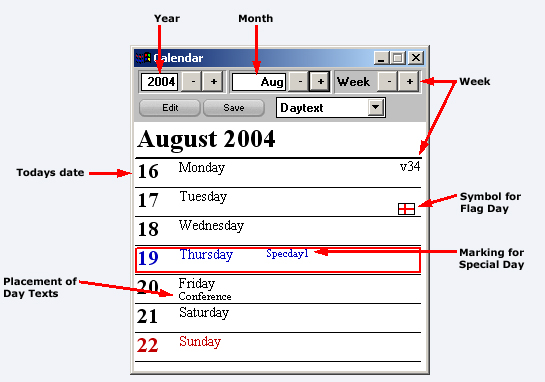 Year
Month
Calendar
2004 - + Aug - + Week - +
Week
Edit Save Daytext
August 2004
Todays date
16 Monday v34
17 Tuesday
Symbol for
Flag Day
18 Wednesday
19 Thursday Specday1
Marking for
Special Day
Placement of
Day Texts
20 Friday
Conference
21 Saturday
22 Sunday